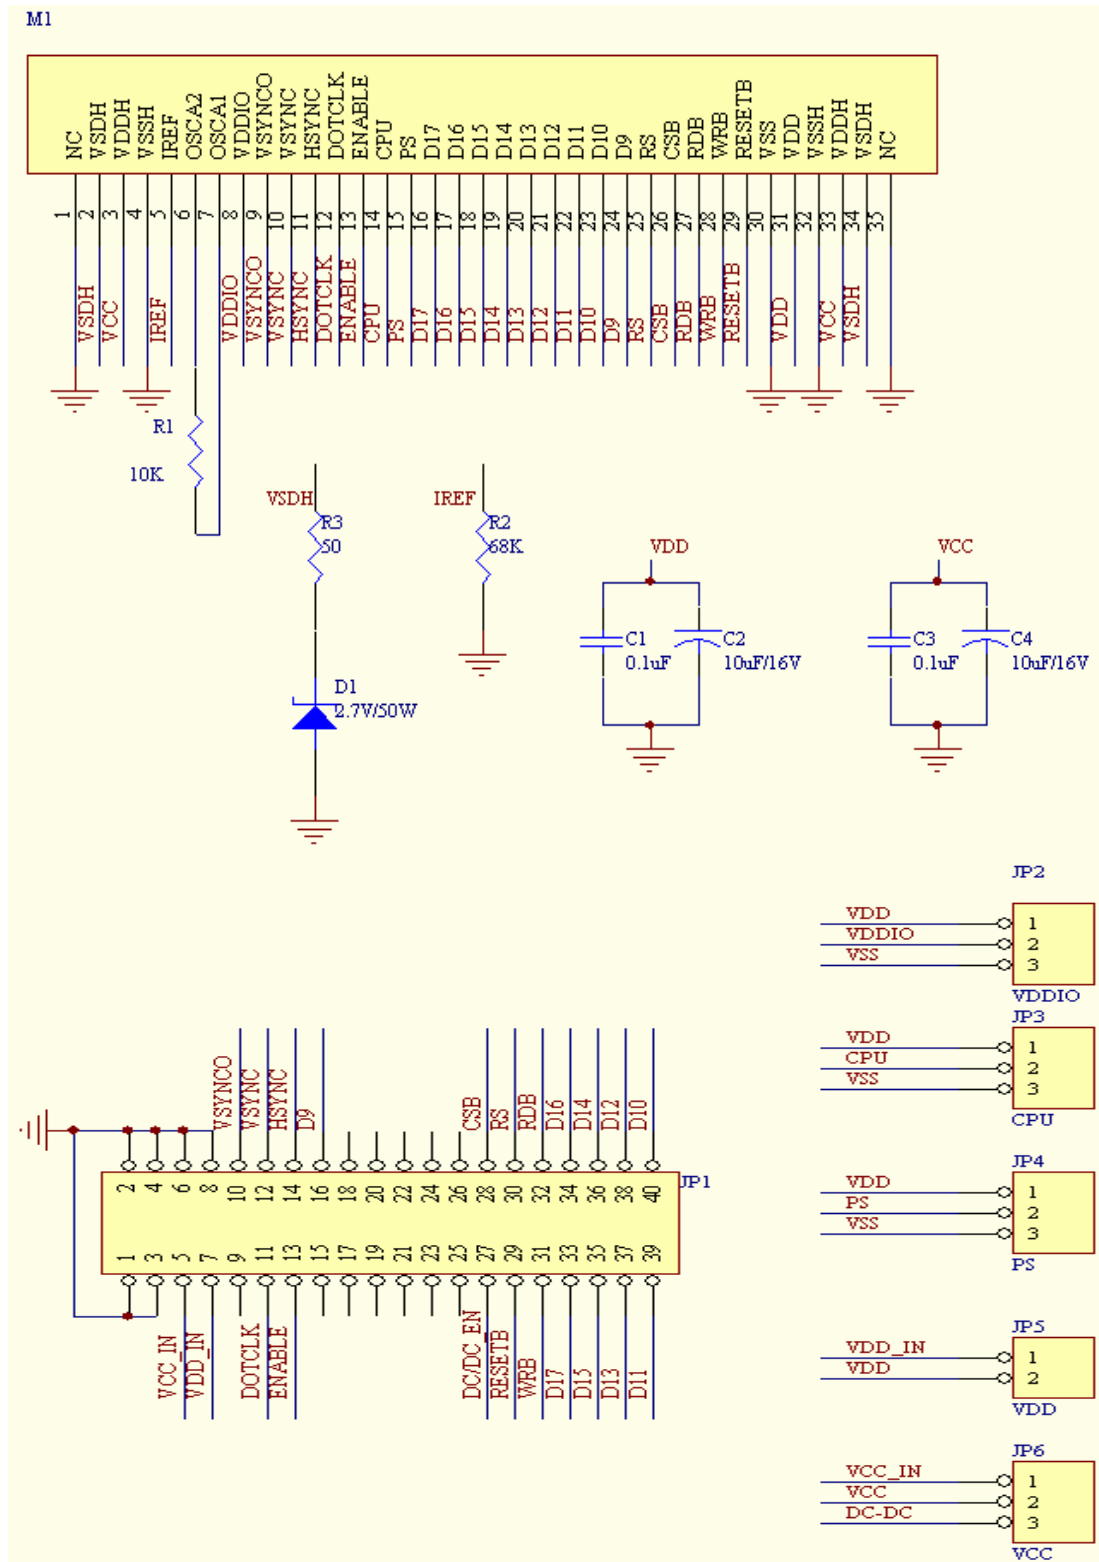 M1
NC
VSDH
VDDH
VSSH
IREF
OSCA2
OSCA1
VDDIO
VSYNCO
VSYNC
HSYNC
DOTCLK
ENABLE
CPU
PS
D17
D16
D15
D14
D13
D12
D11
D10
D9
RS
CSB
RDB
WRB
RESETB
VSS
VDD
VSSH
VDDH
VSDH
NC
1
2
3
4
5
6
7
8
9
10
11
12
13
14
15
16
17
18
19
20
21
22
23
24
25
26
27
28
29
30
31
32
33
34
35
VSDH
VCC
IREF
VDDIO
VSYNCO
VSYNC
HSYNC
DOTCLK
ENABLE
CPU
PS
D17
D16
D15
D14
D13
D12
D11
D10
D9
RS
CSB
RDB
WRB
RESETB
VDD
VCC
VSDH
R1
10K
VSDH
R3
50
IREF
R2
68K
VDD
C1
0.1uF
C2
10uF/16V
VCC
C3
0.1uF
C4
10uF/16V
D1
2.7V/50W
JP2
VDD
VDDIO
VSS
1
2
3
VDDIO
JP3
VDD
CPU
VSS
1
2
3
CPU
JP4
VDD
PS
VSS
1
2
3
PS
JP5
VDD_IN
VDD
1
2
VDD
JP6
VCC_IN
VCC
DC-DC
1
2
3
VCC
VSYNCO
VSYNC
HSYNC
D9
CSB
RS
RDB
D16
D14
D12
D10
JP1
2
4
6
8
10
12
14
16
18
20
22
24
26
28
30
32
34
36
38
40
1
3
5
7
9
11
13
15
17
19
21
23
25
27
29
31
33
35
37
39
VCC_IN
VDD_IN
DOTCLK
ENABLE
DC/DC_EN
RESETB
WRB
D17
D15
D13
D11